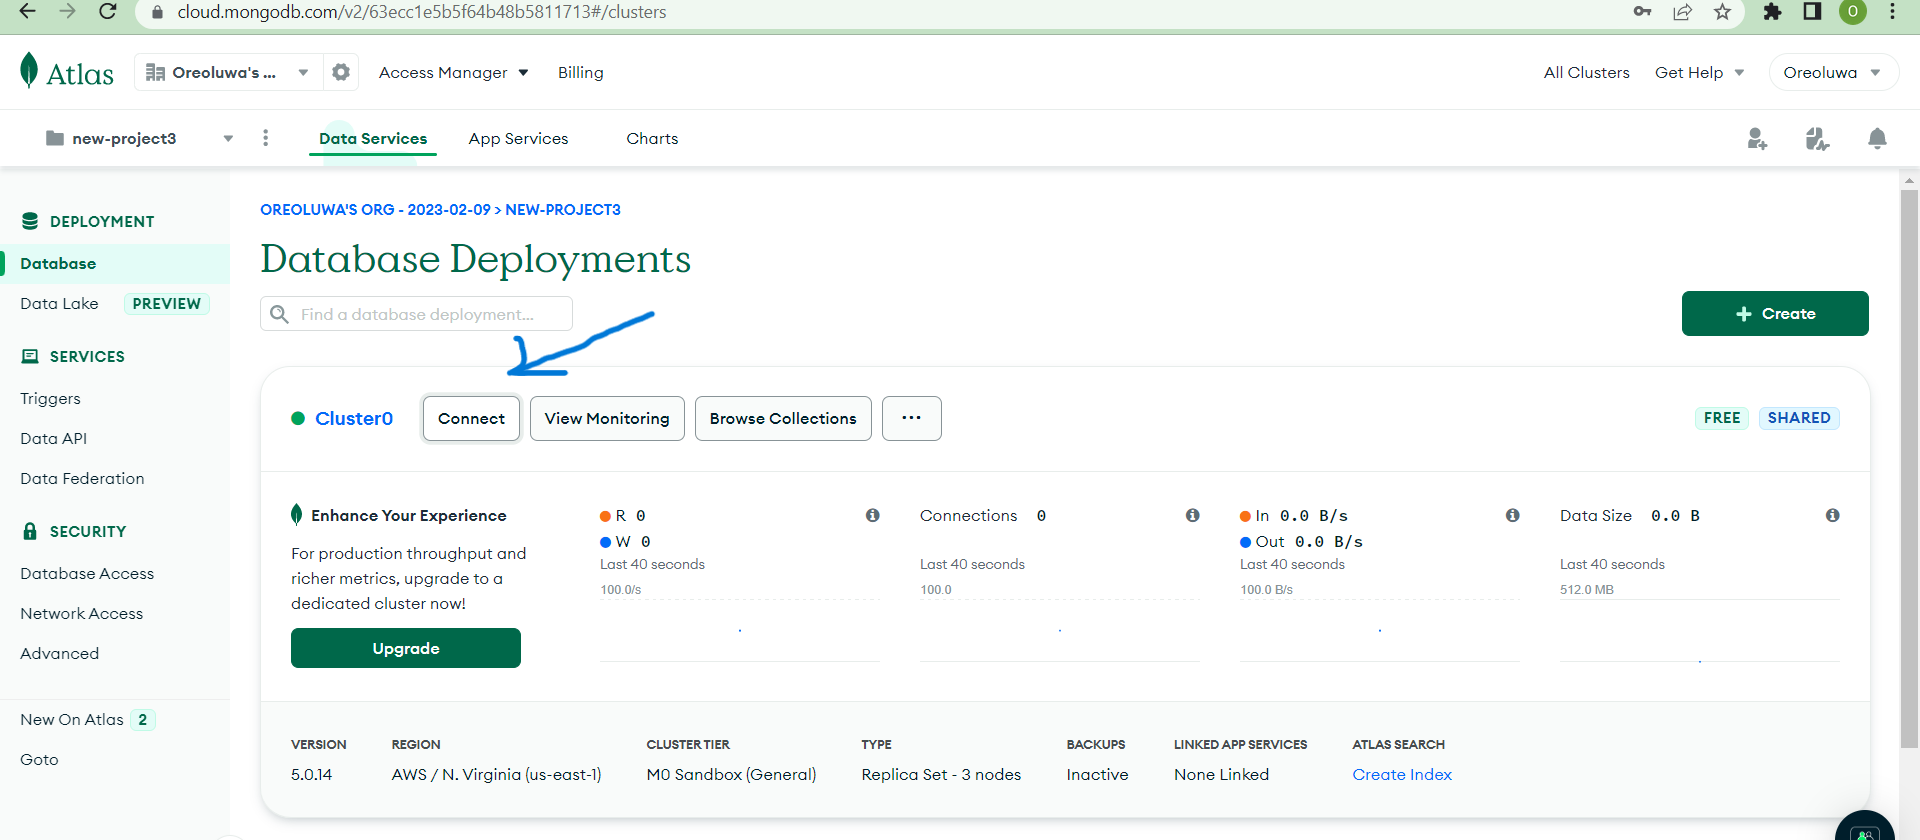 cloud.mongodb.com/v2/63ecc1e5b5f64b48b5811713#/clusters
O
Atlas
Oreoluwa's ...
Access Manager
Billing
All Clusters
Get Help
Oreoluwa
new-project3
Data Services
App Services
Charts
DEPLOYMENT
Database
Data Lake PREVIEW
SERVICES
Triggers
Data API
Data Federation
SECURITY
Database Access
Network Access
Advanced
New On Atlas 2
Goto
OREOLUWA'S ORG - 2023-02-09 > NEW-PROJECT3
Database Deployments
Find a database deployment...
+ Create
Cluster0
Connect
View Monitoring
Browse Collections
...
FREE
SHARED
Enhance Your Experience
For production throughput and
richer metrics, upgrade to a
dedicated cluster now!
Upgrade
R 0
W 0
Last 40 seconds
100.0/s
Connections 0
Last 40 seconds
100.0
In 0.0 B/s
Out 0.0 B/s
Last 40 seconds
100.0 B/s
Data Size 0.0 B
Last 40 seconds
512.0 MB
VERSION
5.0.14
REGION
AWS / N. Virginia (us-east-1)
CLUSTER TIER
M0 Sandbox (General)
TYPE
Replica Set - 3 nodes
BACKUPS
Inactive
LINKED APP SERVICES
None Linked
ATLAS SEARCH
Create Index